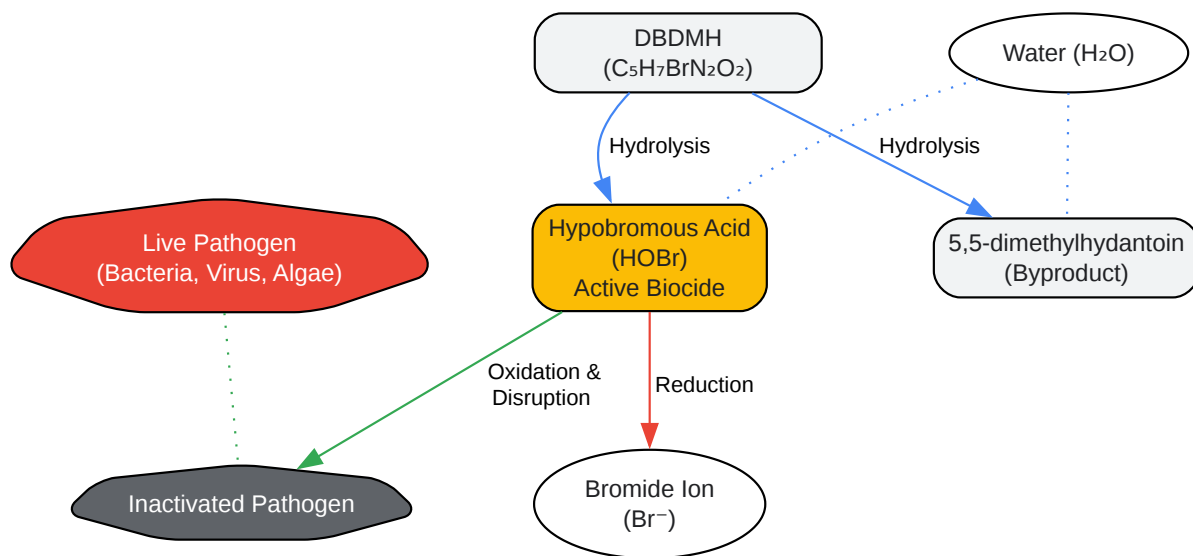 DBDMH
(C₅H₇BrN₂O₂)
Water (H₂O)
Hydrolysis
Hydrolysis
Live Pathogen
(Bacteria, Virus, Algae)
Hypobromous Acid
(HOBr)
Active Biocide
5,5-dimethylhydantoin
(Byproduct)
Oxidation &
Disruption
Reduction
Inactivated Pathogen
Bromide Ion
(Br⁻)